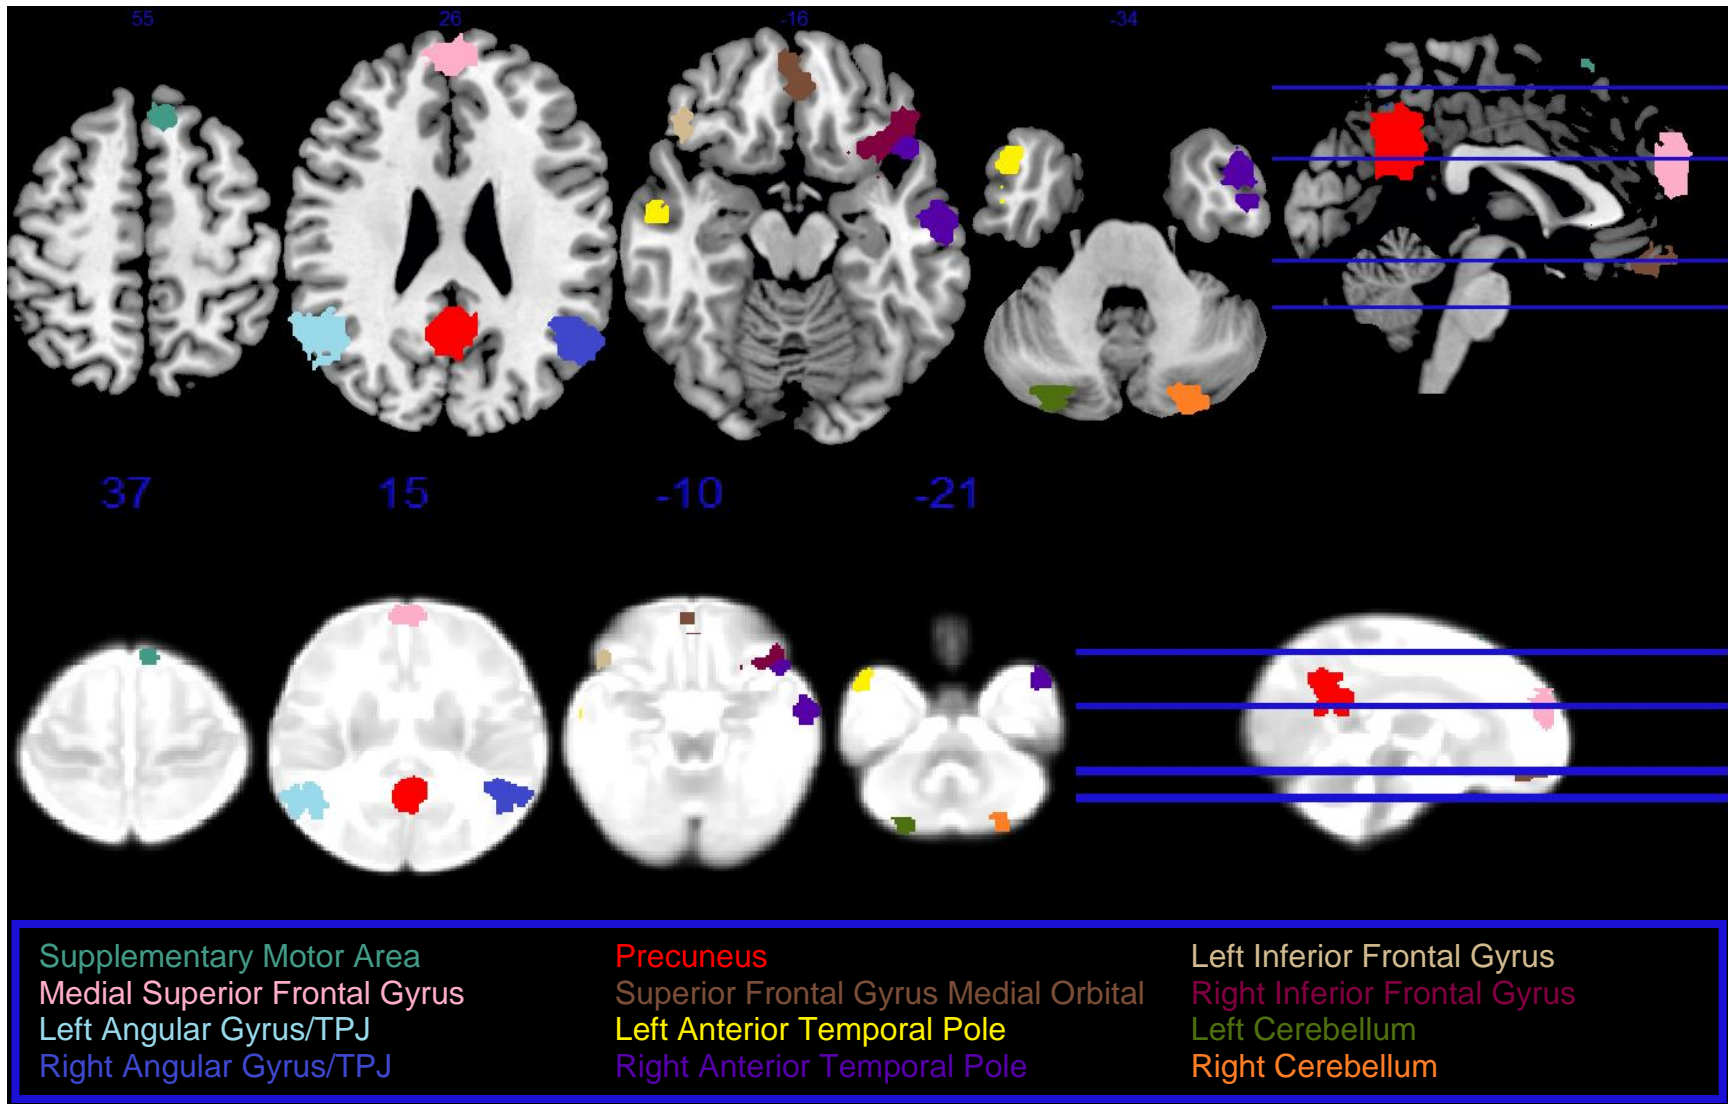 55 26 -16 -34
37 15 -10 -21
Supplementary Motor Area
Medial Superior Frontal Gyrus
Left Angular Gyrus/TPJ
Right Angular Gyrus/TPJ
Precuneus
Superior Frontal Gyrus Medial Orbital
Left Anterior Temporal Pole
Right Anterior Temporal Pole
Left Inferior Frontal Gyrus
Right Inferior Frontal Gyrus
Left Cerebellum
Right Cerebellum